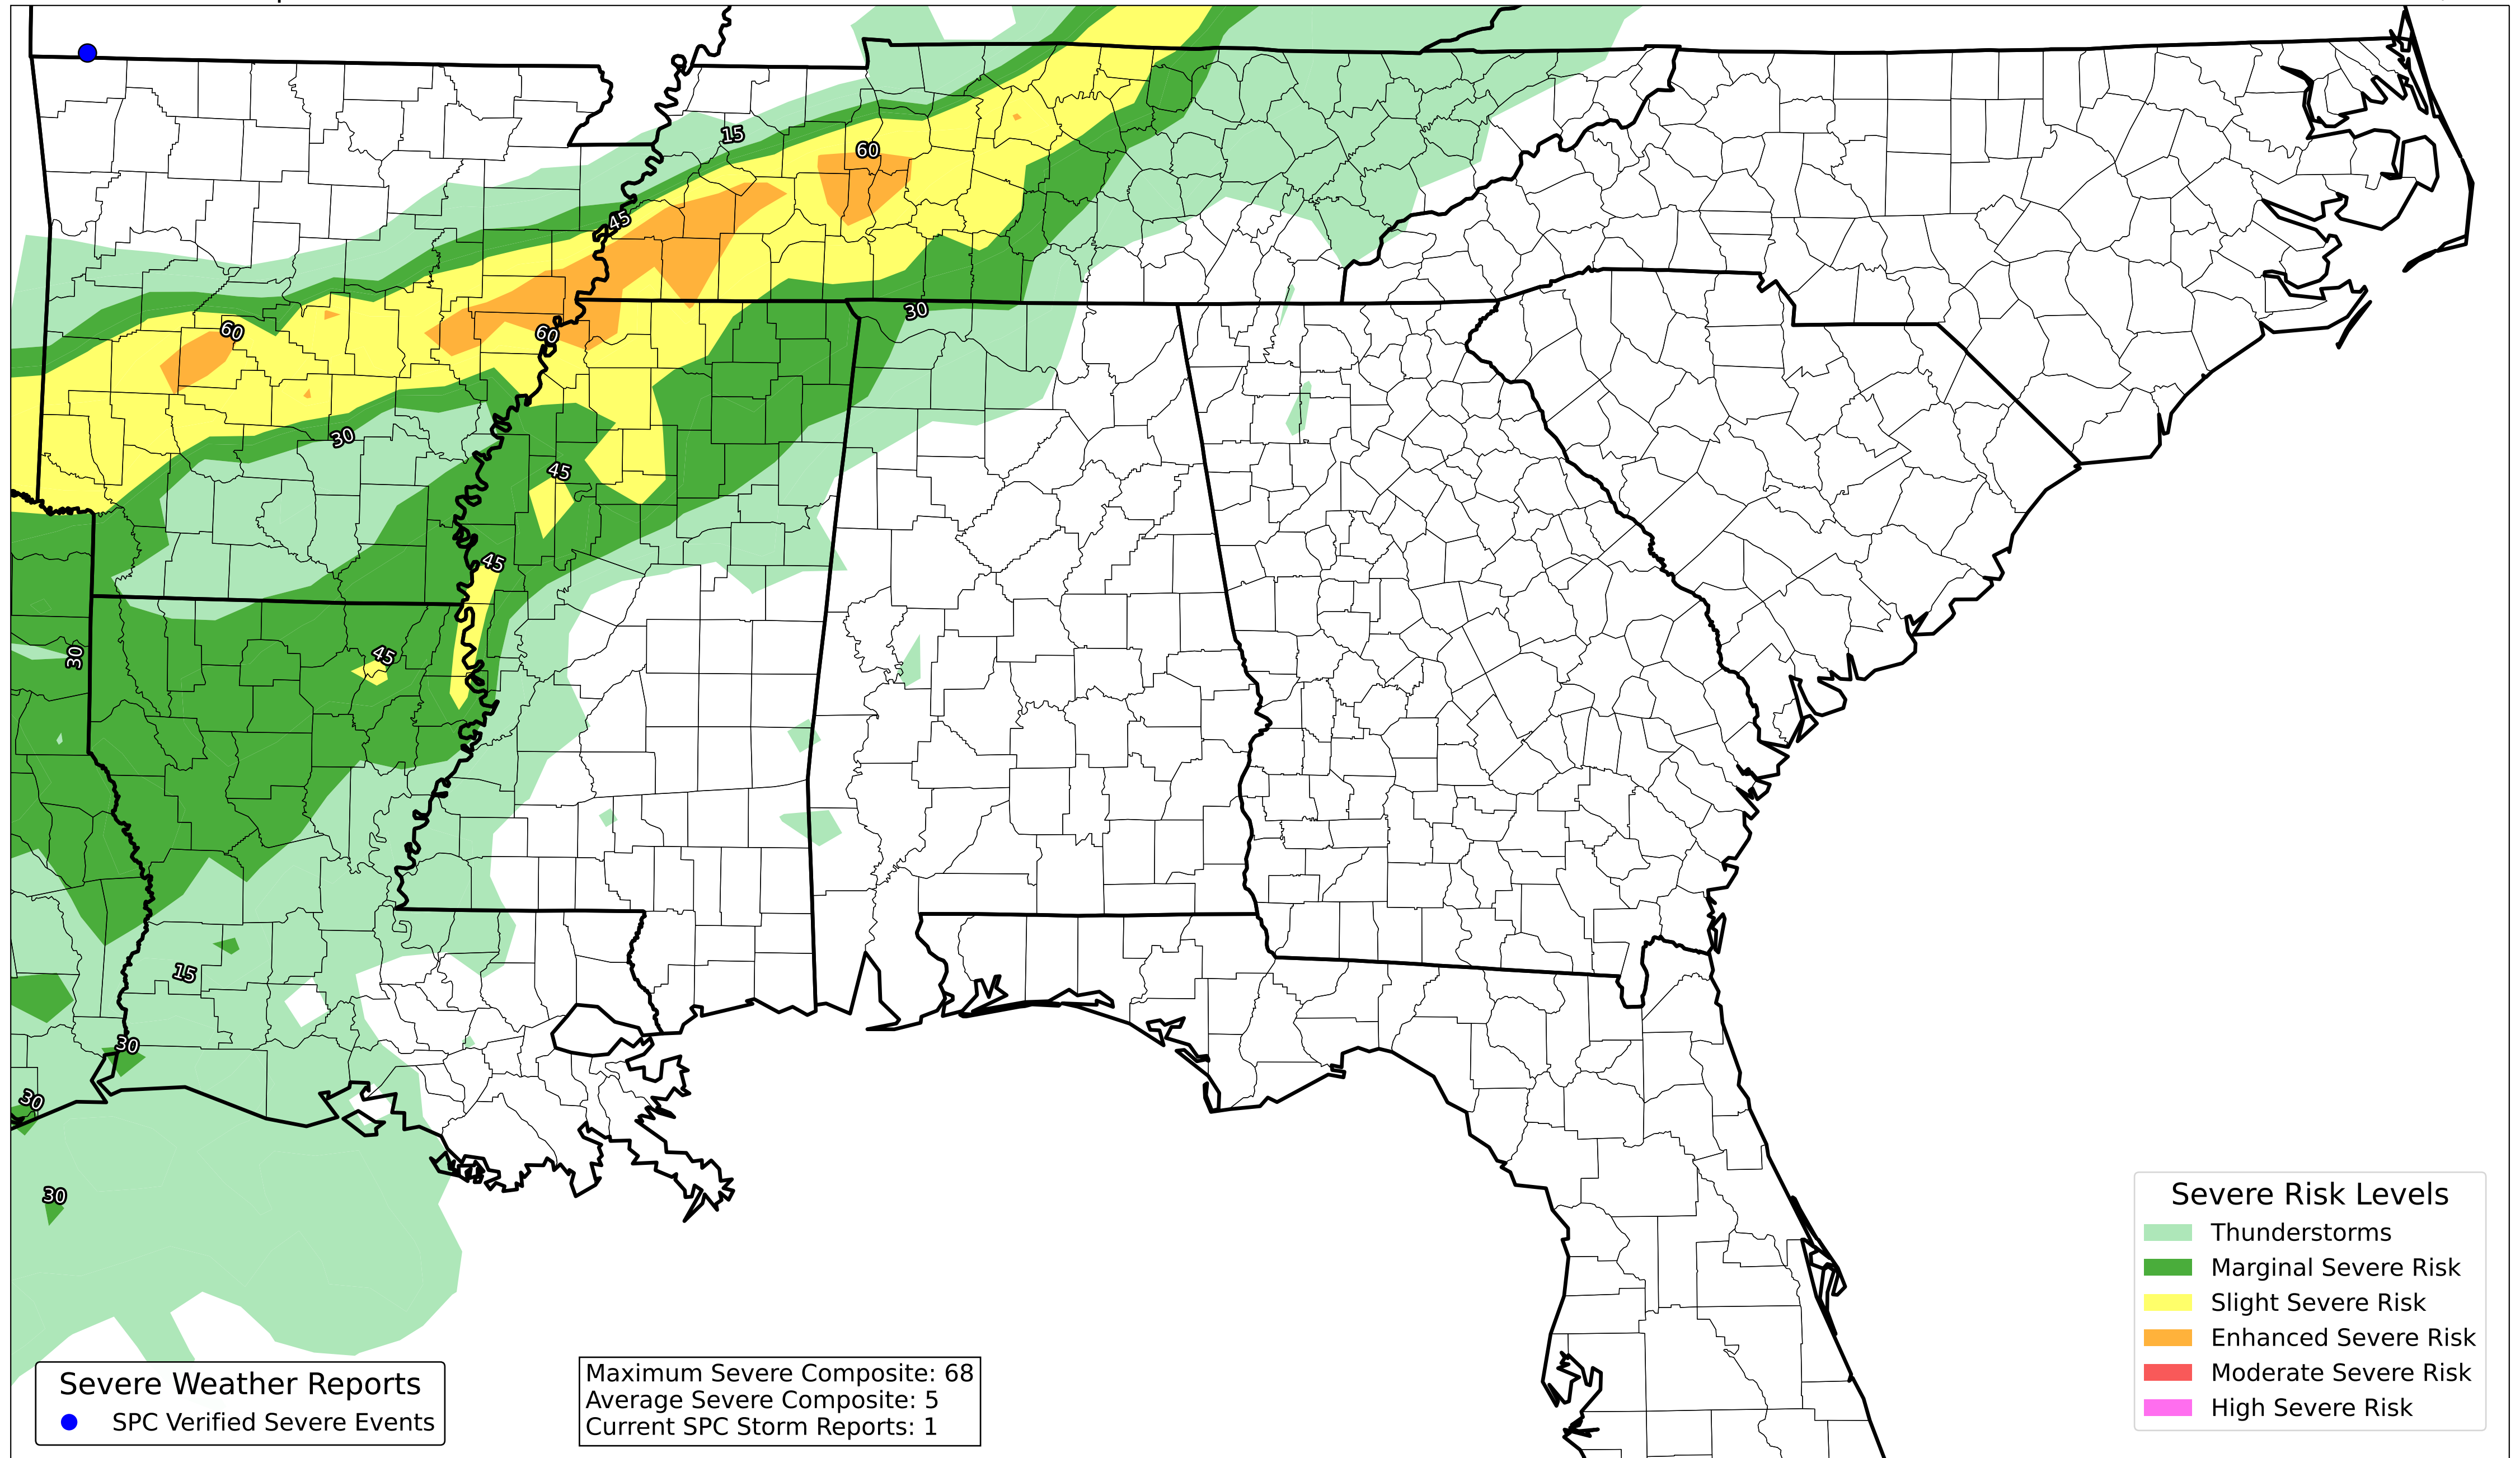 15
60
45
30
60
60
30
45
45
30
45
15
30
30
30
Severe Risk Levels
Thunderstorms
Marginal Severe Risk
Slight Severe Risk
Enhanced Severe Risk
Moderate Severe Risk
High Severe Risk
Severe Weather Reports
SPC Verified Severe Events
Maximum Severe Composite: 68
Average Severe Composite: 5
Current SPC Storm Reports: 1